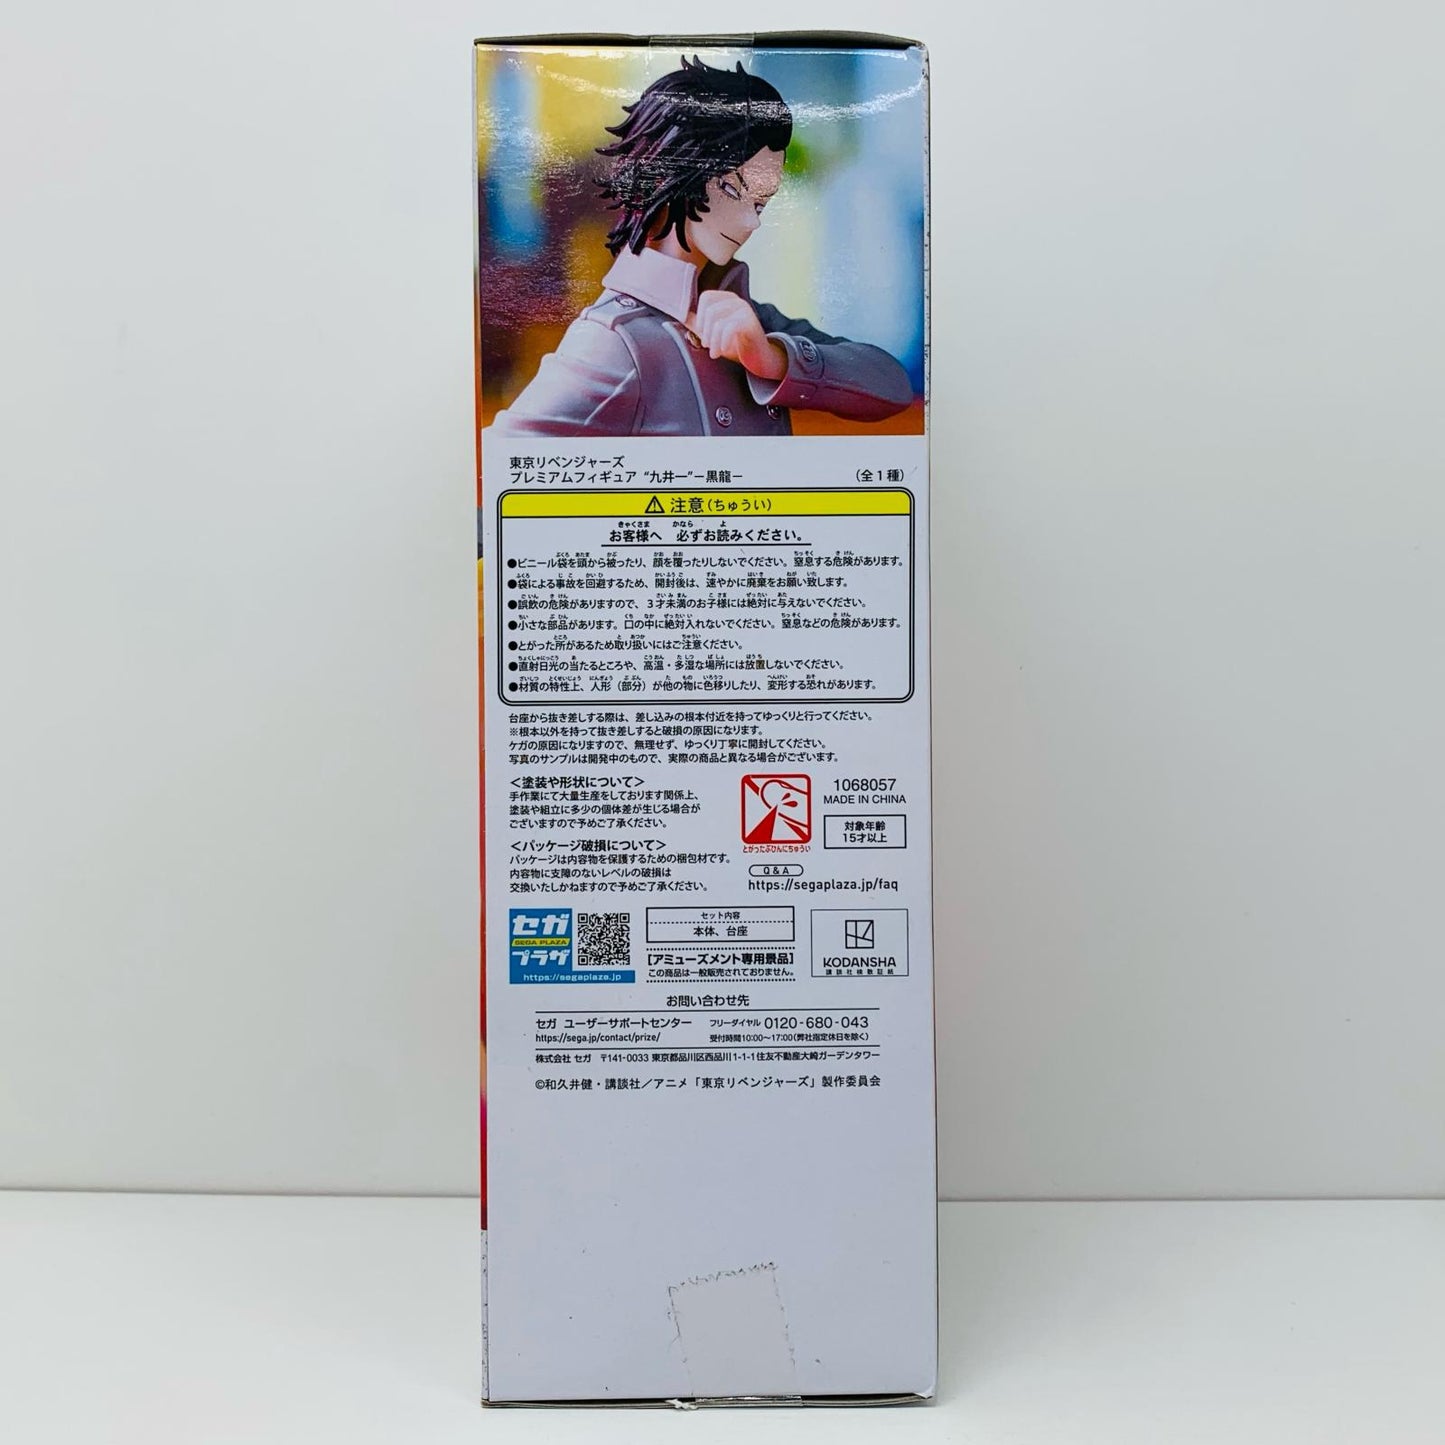 東京リベンジャーズ
プレミアムフィギュア “九井一”－黒龍－ （全1種）
⚠ 注意（ちゅうい）
お客様へ 必ずお読みください。
●ビニール袋を頭から被ったり、顔を覆ったりしないでください。窒息する危険があります。
●袋による事故を回避するため、開封後は、速やかに廃棄をお願い致します。
●誤飲の危険がありますので、3才未満のお子様には絶対に与えないでください。
●小さな部品があります。口の中に絶対入れないでください。窒息などの危険があります。
●とがった所があるため取り扱いにはご注意ください。
●直射日光の当たるところや、高温・多湿な場所には放置しないでください。
●材質の特性上、人形（部分）が他の物に色移りしたり、変形する恐れがあります。
台座から抜き差しする際は、差し込みの根本付近を持ってゆっくりと行ってください。
※根本以外を持って抜き差しすると破損の原因になります。
ケガの原因になりますので、無理せず、ゆっくり丁寧に開封してください。
写真のサンプルは開発中のもので、実際の商品と異なる場合がございます。
＜塗装や形状について＞
手作業にて大量生産をしております関係上、
塗装や組立に多少の個体差が生じる場合が
ございますので予めご了承ください。
＜パッケージ破損について＞
パッケージは内容物を保護するための梱包材です。
内容物に支障のないレベルの破損は
交換いたしかねますので予めご了承ください。
とがったぶひんにちゅうい
1068057
MADE IN CHINA
対象年齢
15才以上
Q & A
https://segaplaza.jp/faq
セガ
SEGA PLAZA
プラザ
https://segaplaza.jp
セット内容
本体、台座
［アミューズメント専用景品］
この商品は一般販売されておりません。
KODANSHA
講談社検数証紙
お問い合わせ先
セガ ユーザーサポートセンター フリーダイヤル 0120-680-043
https://sega.jp/contact/prize/ 受付時間10:00～17:00（弊社指定休日を除く）
株式会社 セガ 〒141-0033 東京都品川区西品川1-1-1住友不動産大崎ガーデンタワー
©和久井健・講談社／アニメ「東京リベンジャーズ」製作委員会